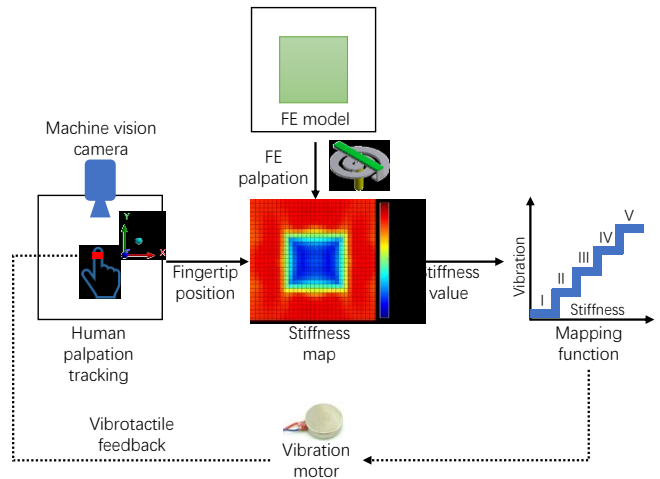 FE model
Machine vision
camera
FE
palpation
Y
X
Fingertip
position
tiffness
value
Vibration
I
II
III
IV
V
Stiffness
Human
palpation
tracking
Stiffness
map
Mapping
function
Vibrotactile
feedback
Vibration
motor